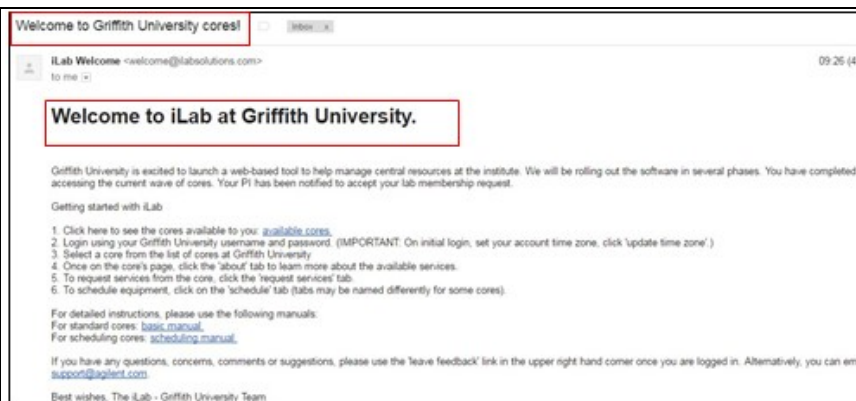 Welcome to Griffith University cores!
Inbox x
iLab Welcome <welcome@ilabsolutions.com>
09:26 (4
to me
Welcome to iLab at Griffith University.
Griffith University is excited to launch a web-based tool to help manage central resources at the institute. We will be rolling out the software in several phases. You have completed
accessing the current wave of cores. Your PI has been notified to accept your lab membership request.
Getting started with iLab
1. Click here to see the cores available to you: available cores.
2. Login using your Griffith University username and password. (IMPORTANT: On initial login, set your account time zone, click 'update time zone'.)
3. Select a core from the list of cores at Griffith University
4. Once on the core's page, click the 'about' tab to learn more about the available services.
5. To request services from the core, click the 'request services' tab.
6. To schedule equipment, click on the 'schedule' tab (tabs may be named differently for some cores).
For detailed instructions, please use the following manuals:
For standard cores: basic manual.
For scheduling cores: scheduling manual.
If you have any questions, concerns, comments or suggestions, please use the 'leave feedback' link in the upper right hand corner once you are logged in. Alternatively, you can em
support@agilent.com.
Best wishes, The iLab - Griffith University Team